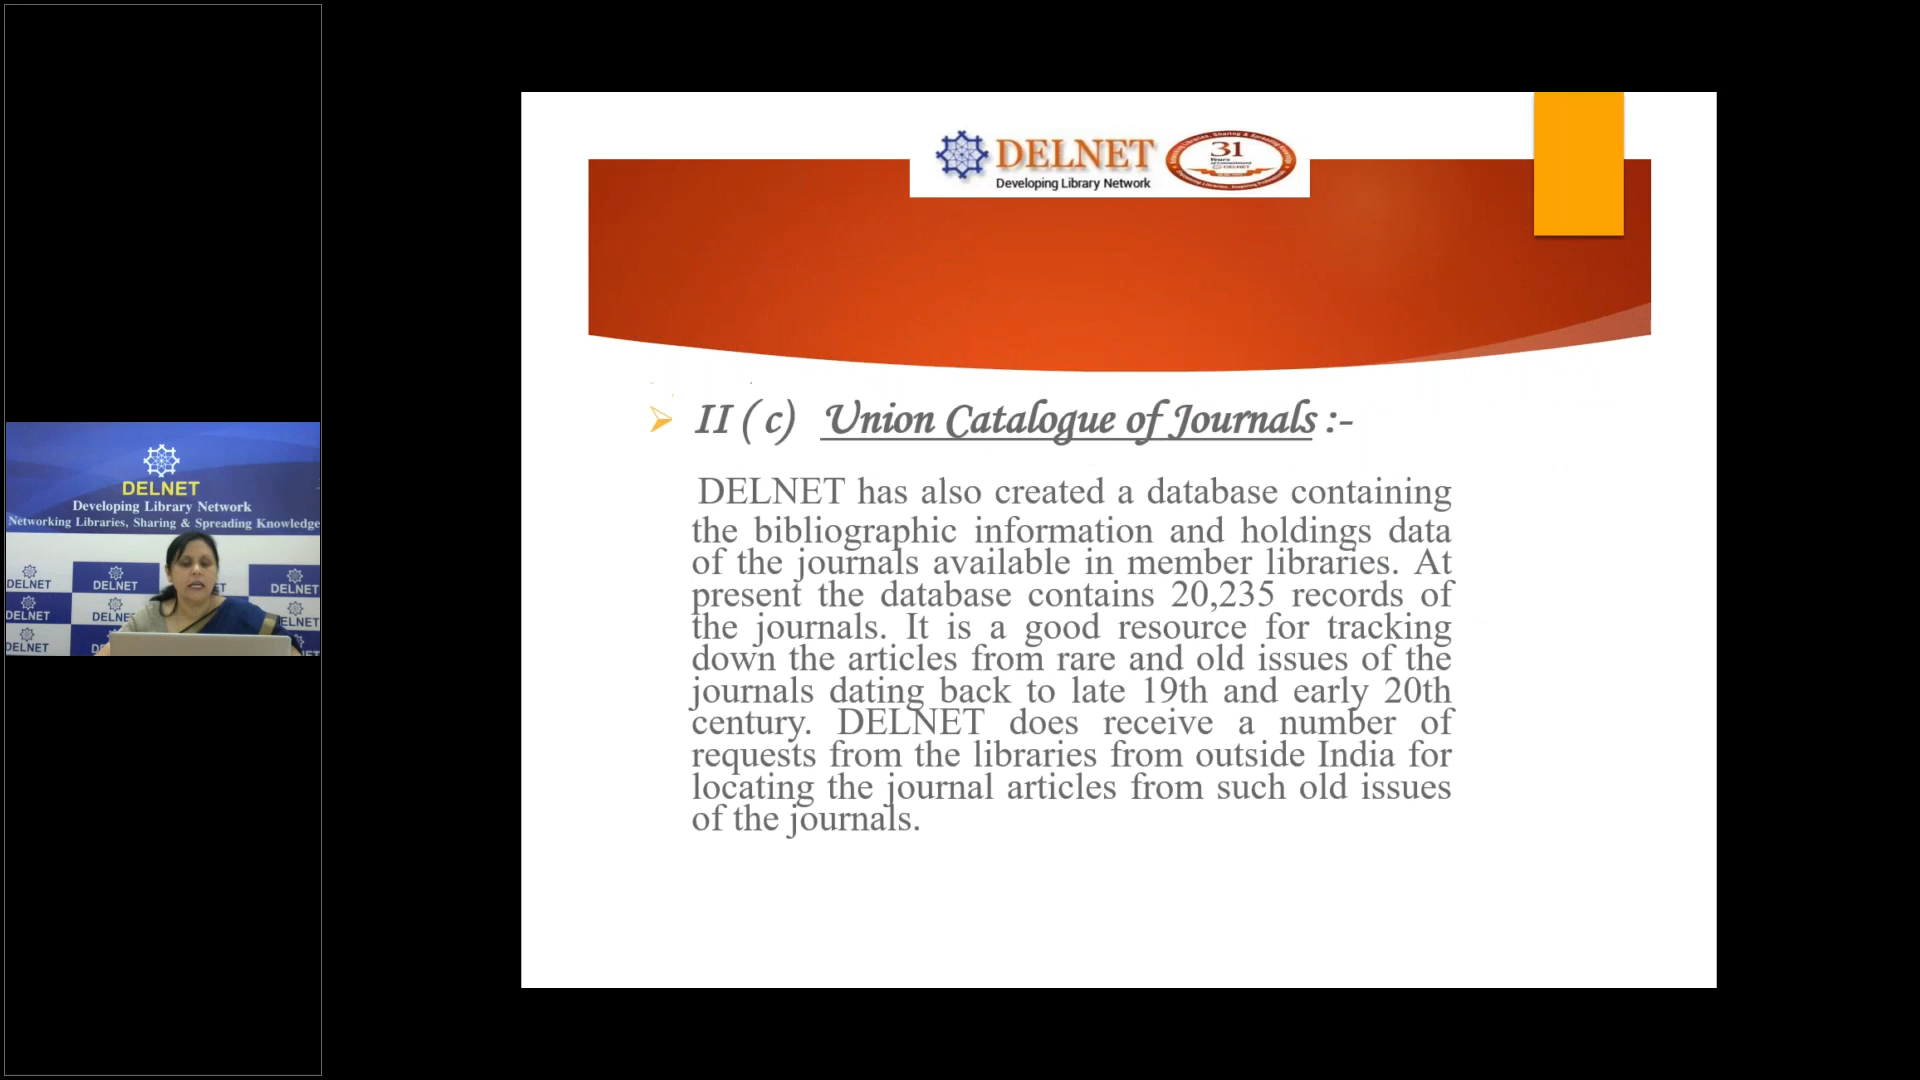 DELNET
Developing Library Network
Networking Libraries, Sharing & Spreading Knowledge
DELNET
DELNET
DELNET
DELNET
DELNET
DELNET
DELNET
Developing Library Network
31
Years
II ( c) Union Catalogue of Journals :-
DELNET has also created a database containing
the bibliographic information and holdings data
of the journals available in member libraries. At
present the database contains 20,235 records of
the journals. It is a good resource for tracking
down the articles from rare and old issues of the
journals dating back to late 19th and early 20th
century. DELNET does receive a number of
requests from the libraries from outside India for
locating the journal articles from such old issues
of the journals.